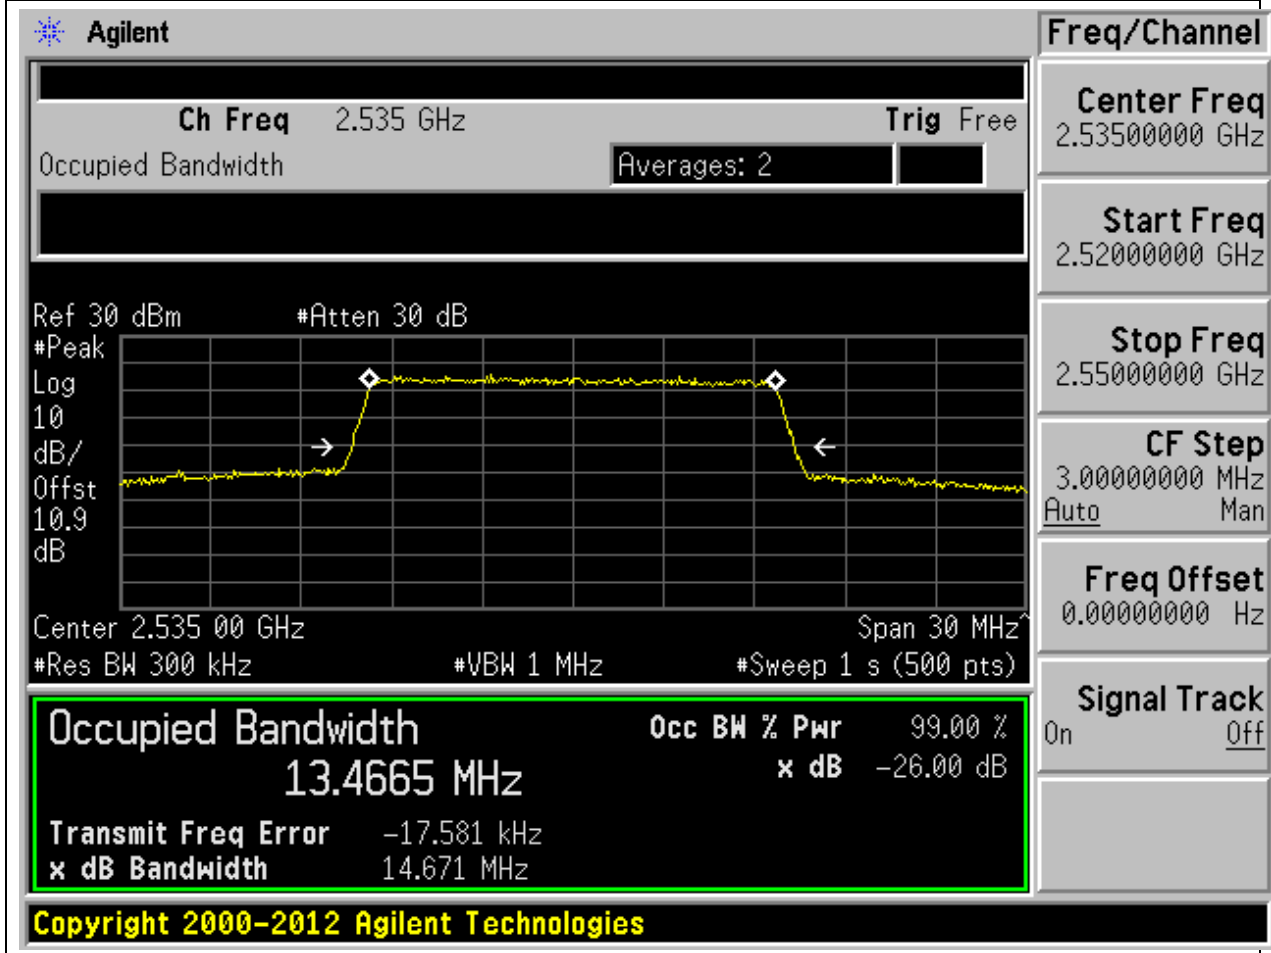 Agilent
Freq/Channel
Ch Freq 2.535 GHz Trig Free
Occupied Bandwidth Averages: 2
Ref 30 dBm #Atten 30 dB
#Peak
Log
10
dB/
Offst
10.9
dB
Center 2.535 00 GHz Span 30 MHz^
#Res BW 300 kHz #VBW 1 MHz #Sweep 1 s (500 pts)
Occupied Bandwidth
13.4665 MHz
Occ BW % Pwr 99.00 %
x dB -26.00 dB
Transmit Freq Error -17.581 kHz
x dB Bandwidth 14.671 MHz
Copyright 2000-2012 Agilent Technologies
Center Freq
2.53500000 GHz
Start Freq
2.52000000 GHz
Stop Freq
2.55000000 GHz
CF Step
3.00000000 MHz
Auto Man
Freq Offset
0.00000000 Hz
Signal Track
On Off